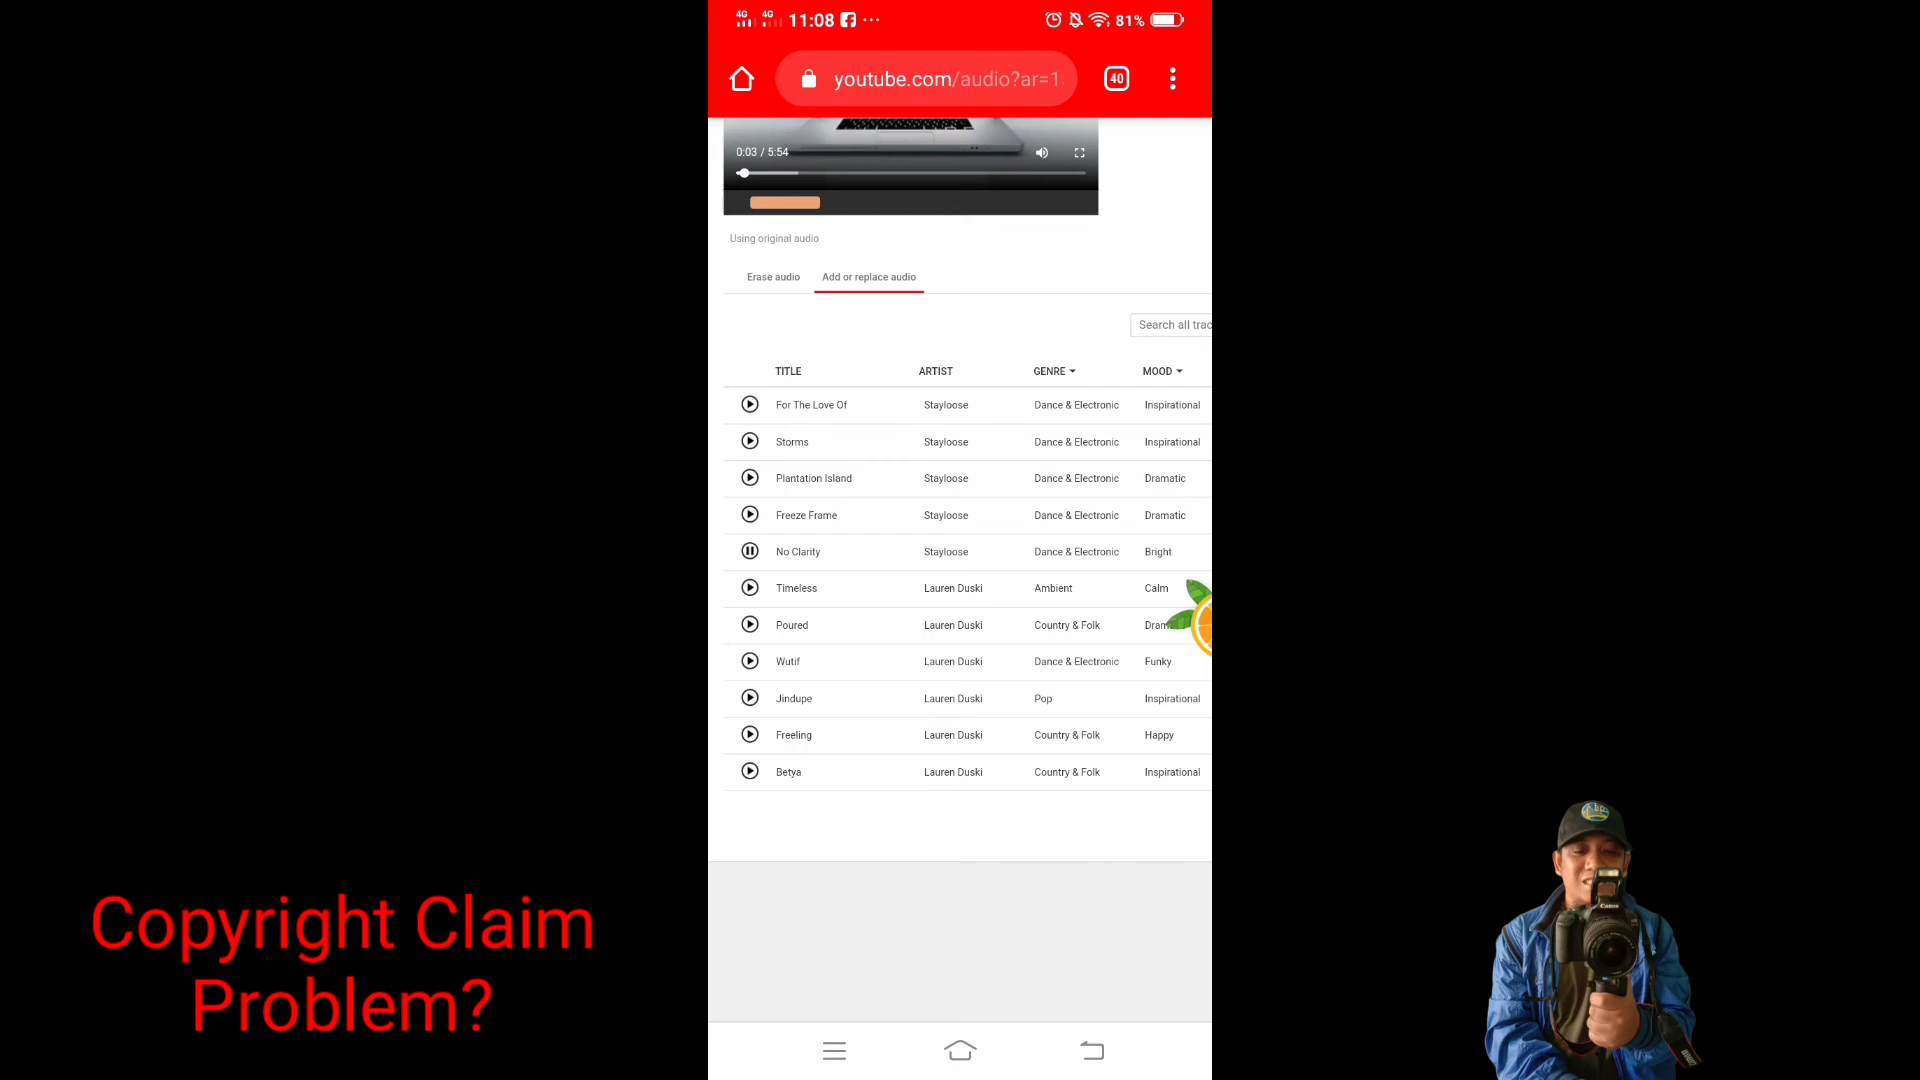 4G 4G 11:08 81%
youtube.com/audio?ar=1
40
0:03 / 5:54
Using original audio
Erase audio Add or replace audio
Search all trac
TITLE ARTIST GENRE MOOD
For The Love Of Stayloose Dance & Electronic Inspirational
Storms Stayloose Dance & Electronic Inspirational
Plantation Island Stayloose Dance & Electronic Dramatic
Freeze Frame Stayloose Dance & Electronic Dramatic
No Clarity Stayloose Dance & Electronic Bright
Timeless Lauren Duski Ambient Calm
Poured Lauren Duski Country & Folk Dram
Wutif Lauren Duski Dance & Electronic Funky
Jindupe Lauren Duski Pop Inspirational
Freeling Lauren Duski Country & Folk Happy
Betya Lauren Duski Country & Folk Inspirational
Copyright Claim
Problem?
Canon